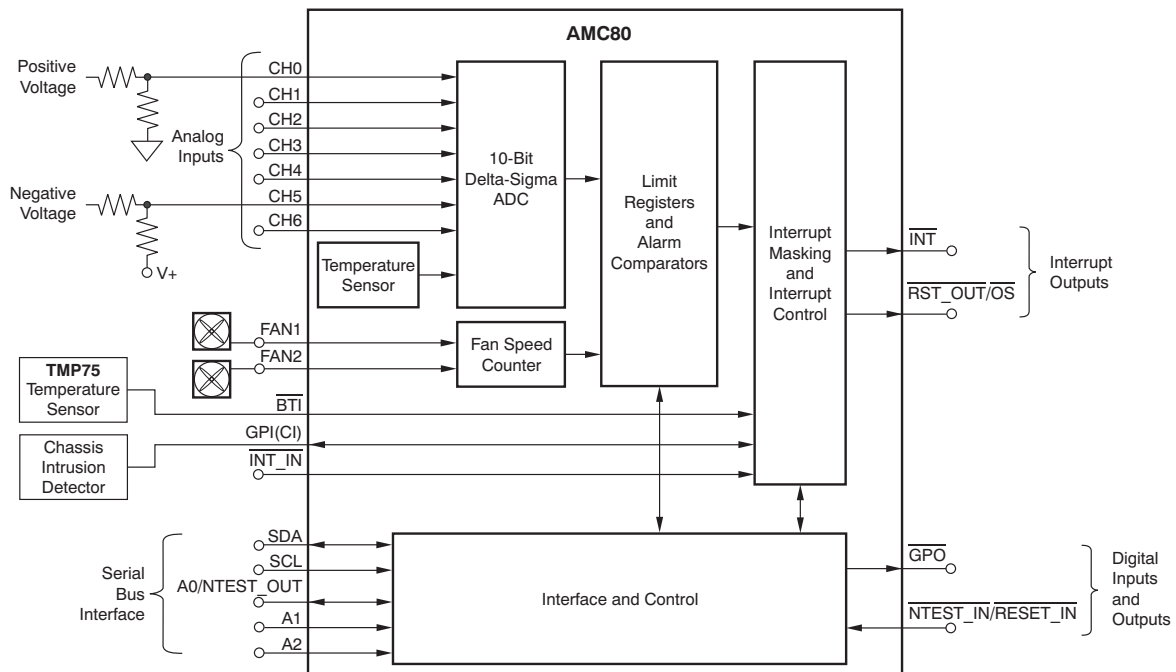 AMC80
Positive
Voltage
Analog
Inputs
Negative
Voltage
V+
CH0
CH1
CH2
CH3
CH4
CH5
CH6
10-Bit
Delta-Sigma
ADC
Temperature
Sensor
Limit
Registers
and
Alarm
Comparators
Interrupt
Masking
and
Interrupt
Control
INT
RST_OUT/OS
Interrupt
Outputs
FAN1
FAN2
Fan Speed
Counter
TMP75
Temperature
Sensor
BTI
Chassis
Intrusion
Detector
GPI(CI)
INT_IN
Serial
Bus
Interface
SDA
SCL
A0/NTEST_OUT
A1
A2
Interface and Control
GPO
NTEST_IN/RESET_IN
Digital
Inputs
and
Outputs